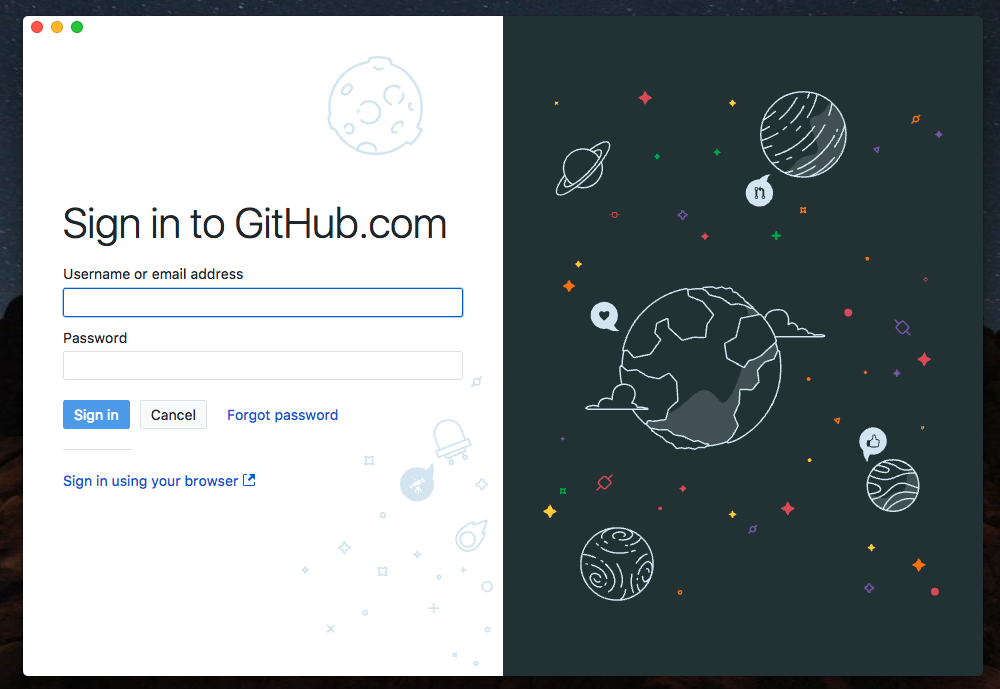 Sign in to GitHub.com
Username or email address
Password
Sign in
Cancel
Forgot password
Sign in using your browser